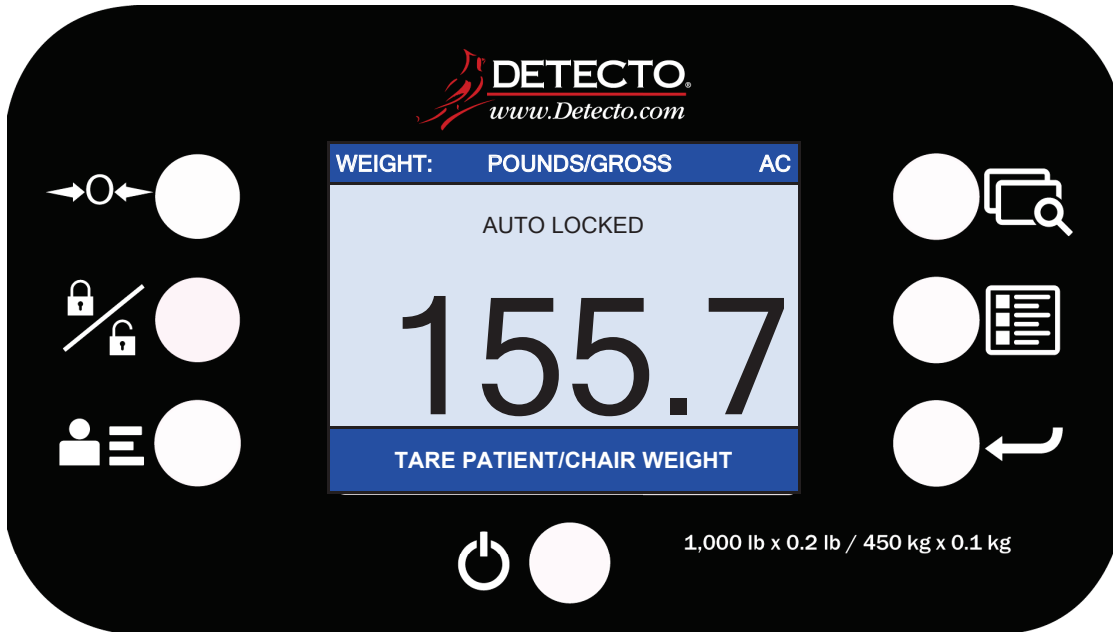 DETECTO®
www.Detecto.com
WEIGHT: POUNDS/GROSS AC
AUTO LOCKED
155.7
TARE PATIENT/CHAIR WEIGHT
1,000 lb x 0.2 lb / 450 kg x 0.1 kg